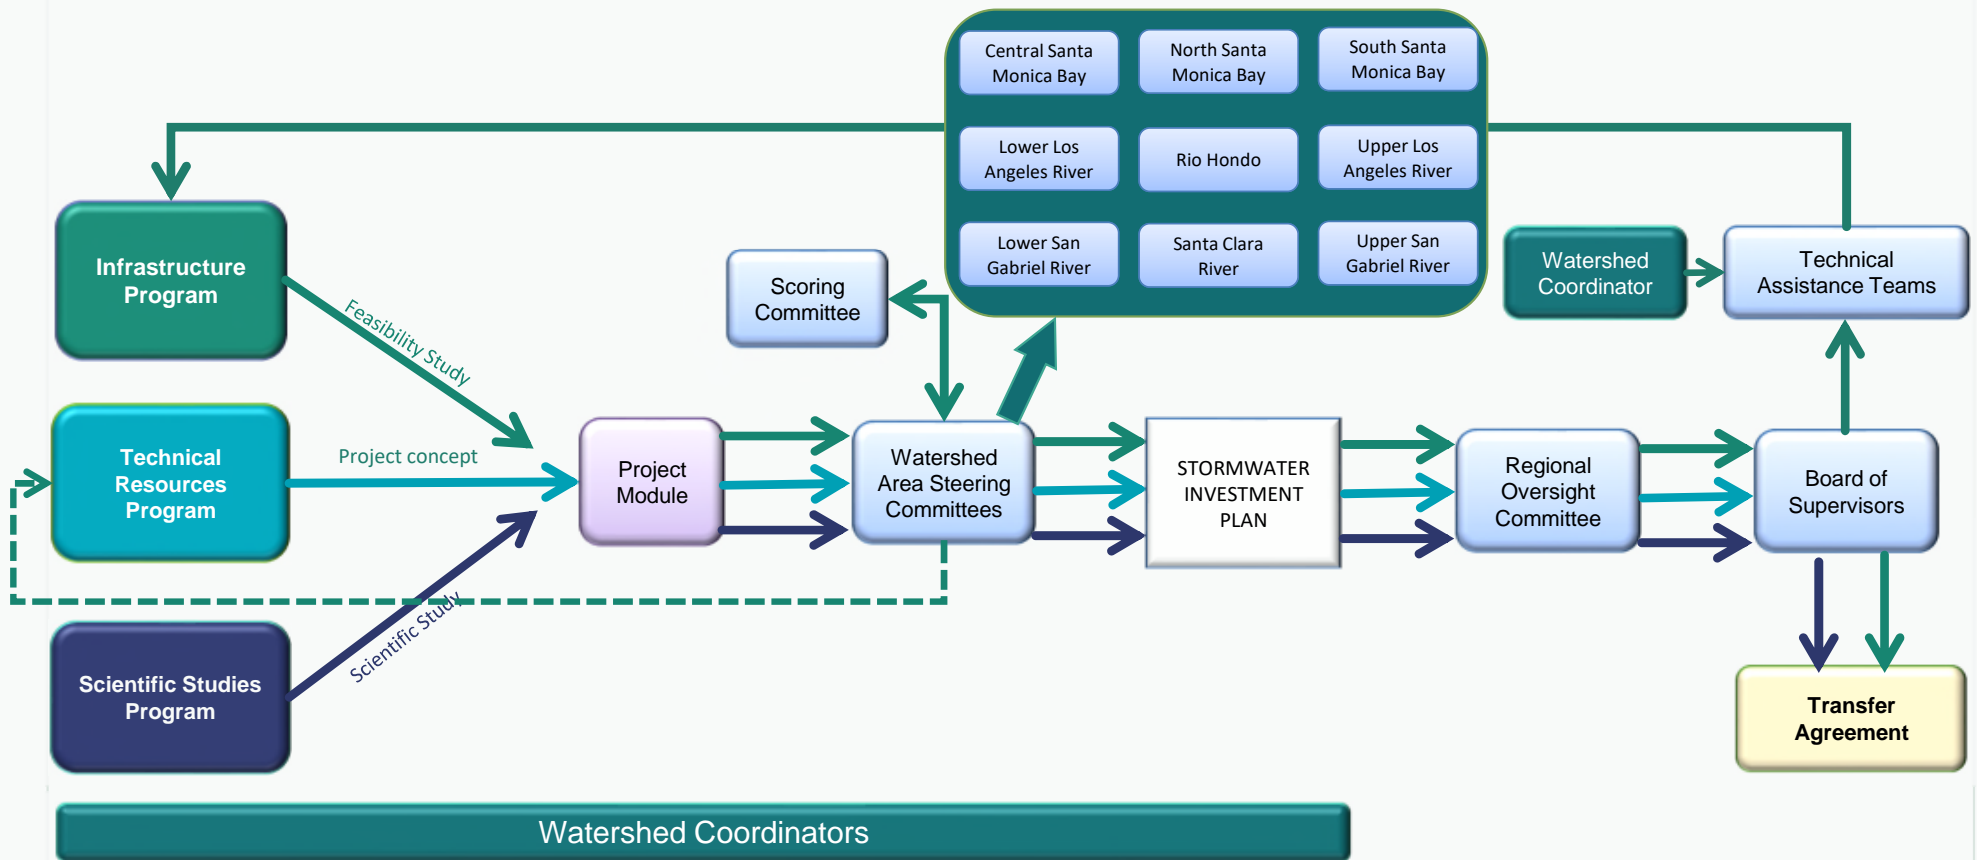 Central Santa
Monica Bay
North Santa
Monica Bay
South Santa
Monica Bay
Lower Los
Angeles River
Rio Hondo
Upper Los
Angeles River
Lower San
Gabriel River
Santa Clara
River
Upper San
Gabriel River
Infrastructure
Program
Feasibility Study
Scoring
Committee
Watershed
Coordinator
Technical
Assistance Teams
Technical
Resources
Program
Project concept
Project
Module
Watershed
Area Steering
Committees
STORMWATER
INVESTMENT
PLAN
Regional
Oversight
Committee
Board of
Supervisors
Scientific Studies
Program
Scientific Study
Transfer
Agreement
Watershed Coordinators